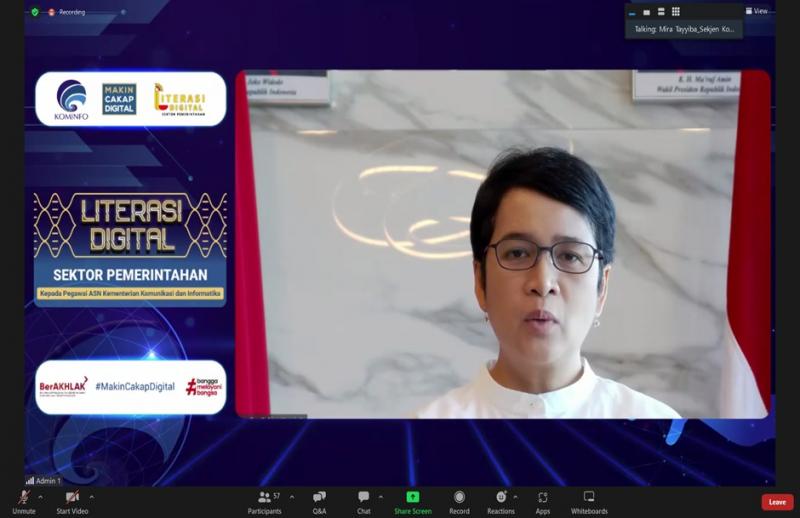 Recording
Talking: Mira Tayyiba_Sekjen Ko...
View
KOMINFO
MAKIN
CAKAP
DIGITAL
LITERASI
DIGITAL
SEKTOR PEMERINTAHAN
Joko Widodo
epublik Indonesia
K. H. Ma'ruf Amin
Wakil Presiden Republik Indon
LITERASI
DIGITAL
SEKTOR PEMERINTAHAN
Kepada Pegawai ASN Kementerian Komunikasi dan Informatika
BerAKHLAK
#MakinCakapDigital
#bangga
melayani
bangsa
Admin 1
Unmute
Start Video
Participants
57
Q&A
Chat
Share Screen
Record
Reactions
Apps
Whiteboards
Leave